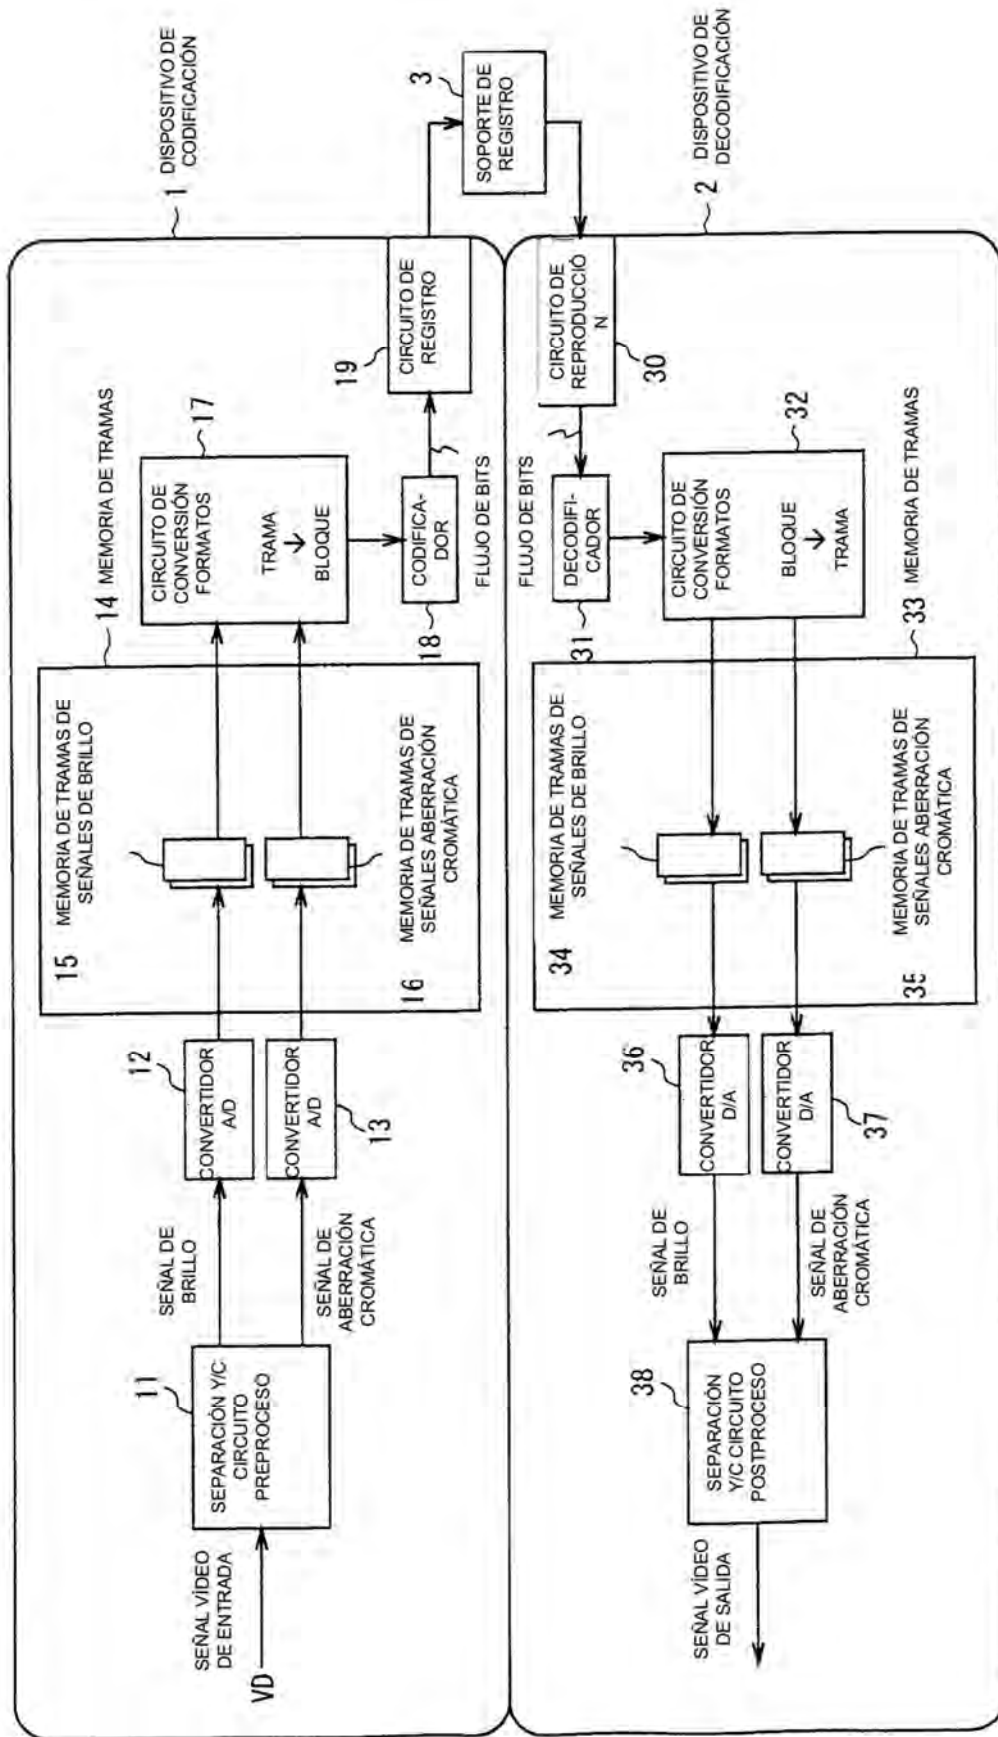 1 DISPOSITIVO DE
CODIFICACIÓN
SEÑAL VÍDEO
DE ENTRADA
VD
11
SEPARACIÓN Y/C
CIRCUITO
PREPROCESO
SEÑAL DE
BRILLO
SEÑAL DE
ABERRACIÓN
CROMÁTICA
12
CONVERTIDOR
A/D
CONVERTIDOR
A/D
13
14 MEMORIA DE TRAMAS
15 MEMORIA DE TRAMAS DE
SEÑALES DE BRILLO
16 MEMORIA DE TRAMAS DE
SEÑALES ABERRACIÓN
CROMÁTICA
17
CIRCUITO DE
CONVERSIÓN
FORMATOS
TRAMA
↓
BLOQUE
18
CODIFICA-
DOR
FLUJO DE BITS
19
CIRCUITO DE
REGISTRO
3
SOPORTE DE
REGISTRO
2 DISPOSITIVO DE
DECODIFICACIÓN
CIRCUITO DE
REPRODUCCIÓ
N
30
FLUJO DE BITS
DECODIFI-
CADOR
31
CIRCUITO DE
CONVERSIÓN
FORMATOS
32
BLOQUE
↓
TRAMA
33 MEMORIA DE TRAMAS
34 MEMORIA DE TRAMAS DE
SEÑALES DE BRILLO
35 MEMORIA DE TRAMAS DE
SEÑALES ABERRACIÓN
CROMÁTICA
36
CONVERTIDOR
D/A
CONVERTIDOR
D/A
37
SEÑAL DE
BRILLO
SEÑAL DE
ABERRACIÓN
CROMÁTICA
38
SEPARACIÓN
Y/C CIRCUITO
POSTPROCESO
SEÑAL VÍDEO
DE SALIDA